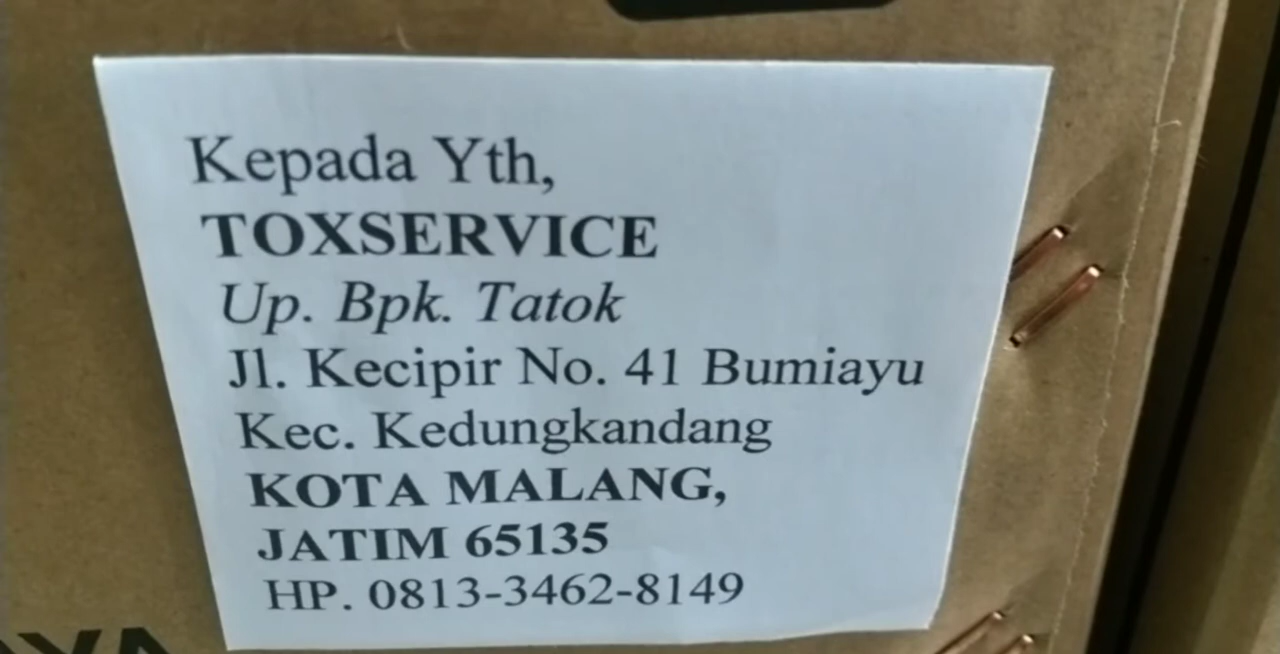 Kepada Yth,
TOXSERVICE
Up. Bpk. Tatok
Jl. Kecipir No. 41 Bumiayu
Kec. Kedungkandang
KOTA MALANG,
JATIM 65135
HP. 0813-3462-8149